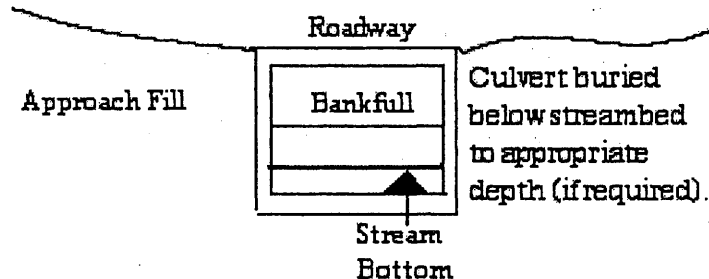 Roadway
Approach Fill
Bankfull
Culvert buried
below streambed
to appropriate
depth (if required).
Stream
Bottom